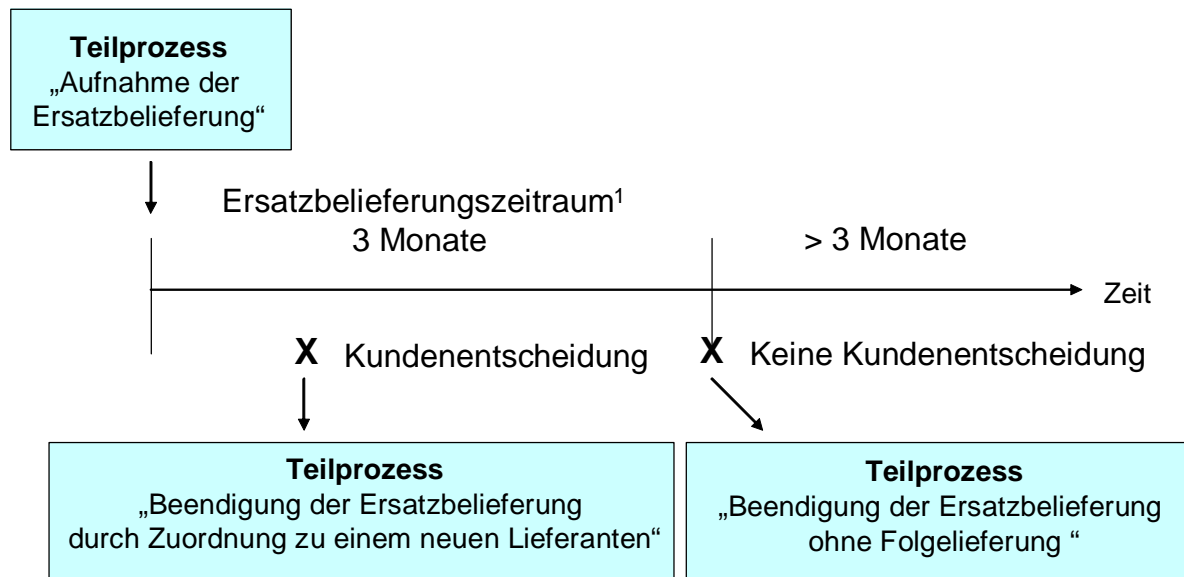 Teilprozess
„Aufnahme der
Ersatzbelieferung“
Ersatzbelieferungszeitraum¹
3 Monate
> 3 Monate
Zeit
X Kundenentscheidung
X Keine Kundenentscheidung
Teilprozess
„Beendigung der Ersatzbelieferung
durch Zuordnung zu einem neuen Lieferanten“
Teilprozess
„Beendigung der Ersatzbelieferung
ohne Folgelieferung “